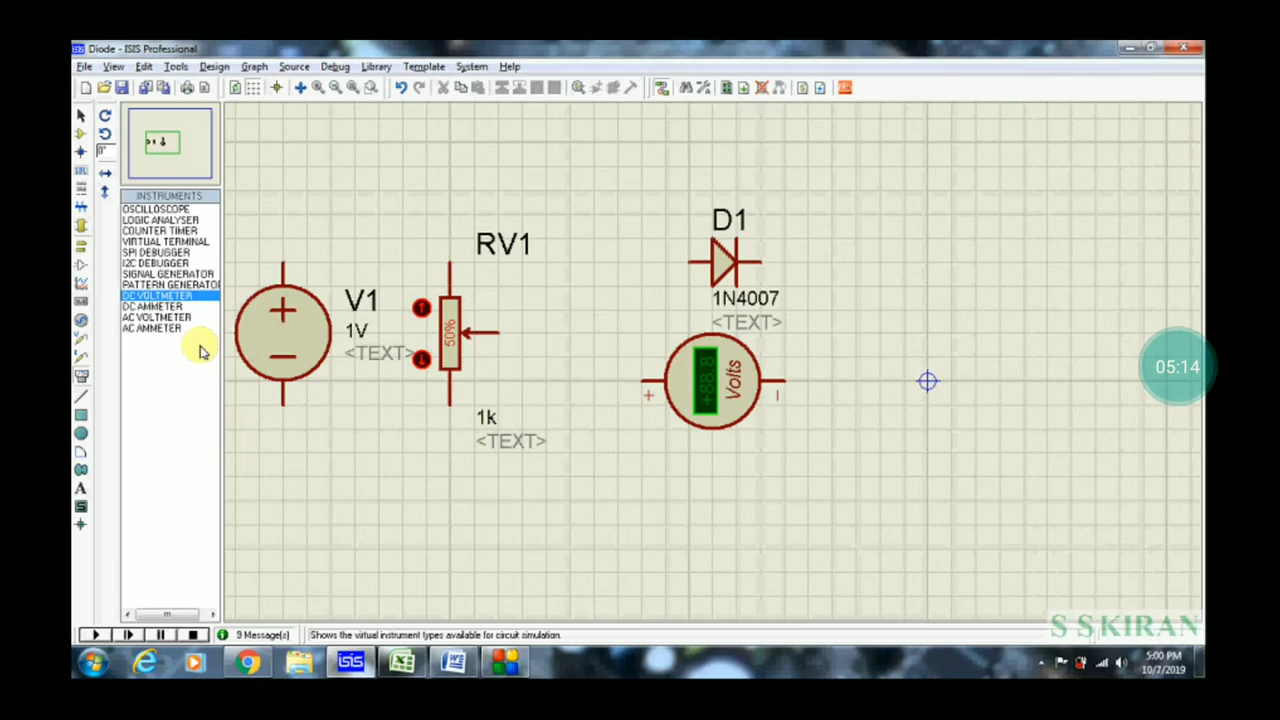 Diode - ISIS Professional
File View Edit Tools Design Graph Source Debug Library Template System Help
0°
INSTRUMENTS
OSCILLOSCOPE
LOGIC ANALYSER
COUNTER TIMER
VIRTUAL TERMINAL
SPI DEBUGGER
I2C DEBUGGER
SIGNAL GENERATOR
PATTERN GENERATOR
DC VOLTMETER
DC AMMETER
AC VOLTMETER
AC AMMETER
V1
1V
<TEXT>
RV1
50%
1k
<TEXT>
D1
1N4007
<TEXT>
+88.8
Volts
+
–
05:14
S S KIRAN
9 Message(s)
Shows the virtual instrument types available for circuit simulation.
5:00 PM
10/7/2019